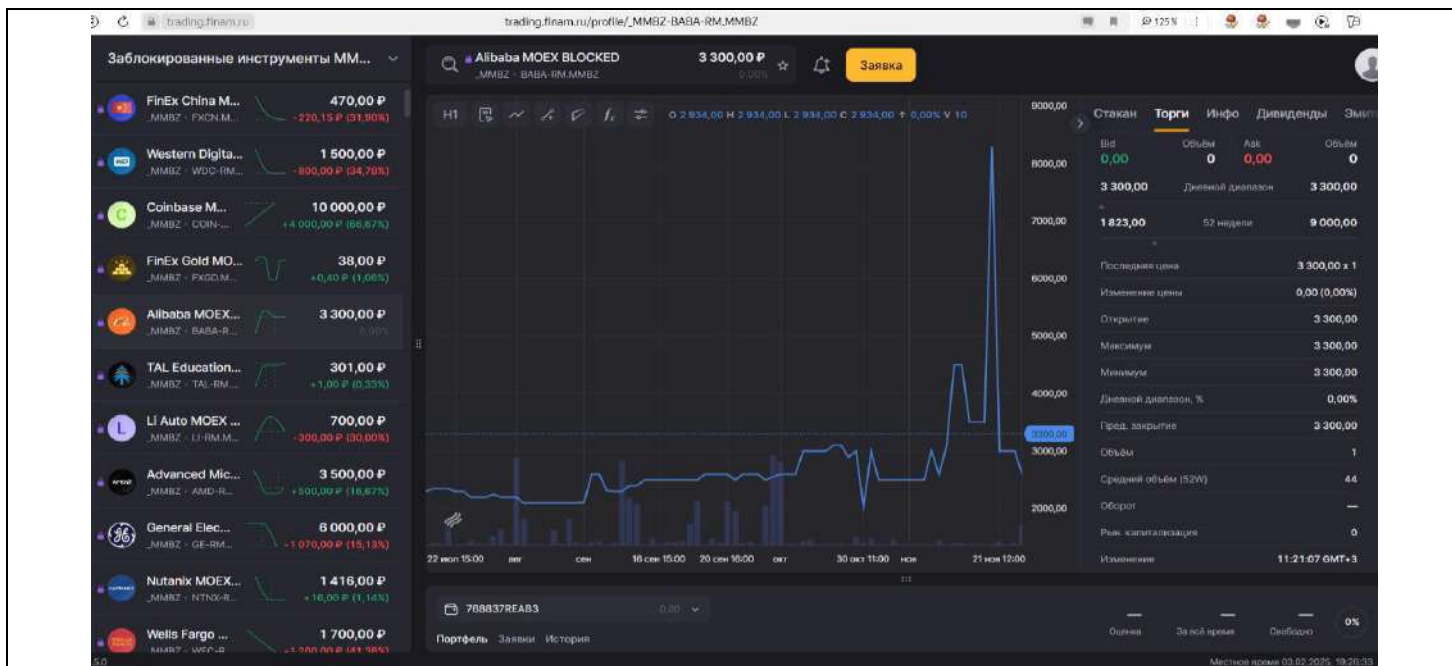 trading.finam.ru
trading.finam.ru/profile/_MMBZ-BABA-RM.MMBZ
125 %
Заблокированные инструменты MM...
FinEx China M... 470,00 ₽
_MMBZ · FXCN.M... -220,15 ₽ (31,90%)
Western Digita... 1 500,00 ₽
_MMBZ · WDC-RM... -800,00 ₽ (34,78%)
C Coinbase M... 10 000,00 ₽
_MMBZ · COIN-... +4 000,00 ₽ (66,67%)
FinEx Gold MO... 38,00 ₽
_MMBZ · FXGD.M... +0,40 ₽ (1,06%)
Alibaba MOEX... 3 300,00 ₽
_MMBZ · BABA-R... 0,00%
TAL Education... 301,00 ₽
_MMBZ · TAL-RM... +1,00 ₽ (0,33%)
L Li Auto MOEX ... 700,00 ₽
_MMBZ · LI-RM.M... -300,00 ₽ (30,00%)
Advanced Mic... 3 500,00 ₽
_MMBZ · AMD-R... +500,00 ₽ (16,67%)
General Elec... 6 000,00 ₽
_MMBZ · GE-RM... -1 070,00 ₽ (15,13%)
Nutanix MOEX... 1 416,00 ₽
_MMBZ · NTNX-R... +16,00 ₽ (1,14%)
Wells Fargo ... 1 700,00 ₽
_MMBZ · WFC-R... -1 200,00 ₽ (41,38%)
Alibaba MOEX BLOCKED 3 300,00 ₽
_MMBZ · BABA-RM.MMBZ 0,00%
Заявка
H1
O 2 934,00 H 2 934,00 L 2 934,00 C 2 934,00 0,00% V 10
9000,00
8000,00
7000,00
6000,00
5000,00
4000,00
3300,00
3000,00
2000,00
22 июл 15:00 авг сен 16 сен 15:00 20 сен 16:00 окт 30 окт 11:00 ноя 21 ноя 12:00
Стакан Торги Инфо Дивиденды Эмит
Bid Объём Ask Объём
0,00 0 0,00 0
3 300,00 Дневной диапазон 3 300,00
1 823,00 52 недели 9 000,00
Последняя цена 3 300,00 x 1
Изменение цены 0,00 (0,00%)
Открытие 3 300,00
Максимум 3 300,00
Минимум 3 300,00
Дневной диапазон, % 0,00%
Пред. закрытие 3 300,00
Объём 1
Средний объём (52W) 44
Оборот —
Рын. капитализация 0
Изменение 11:21:07 GMT+3
768837REAB3 0,00
Портфель Заявки История
— — —
Оценка За всё время Свободно
0%
5.0
Местное время 03.02.2025, 19:26:33